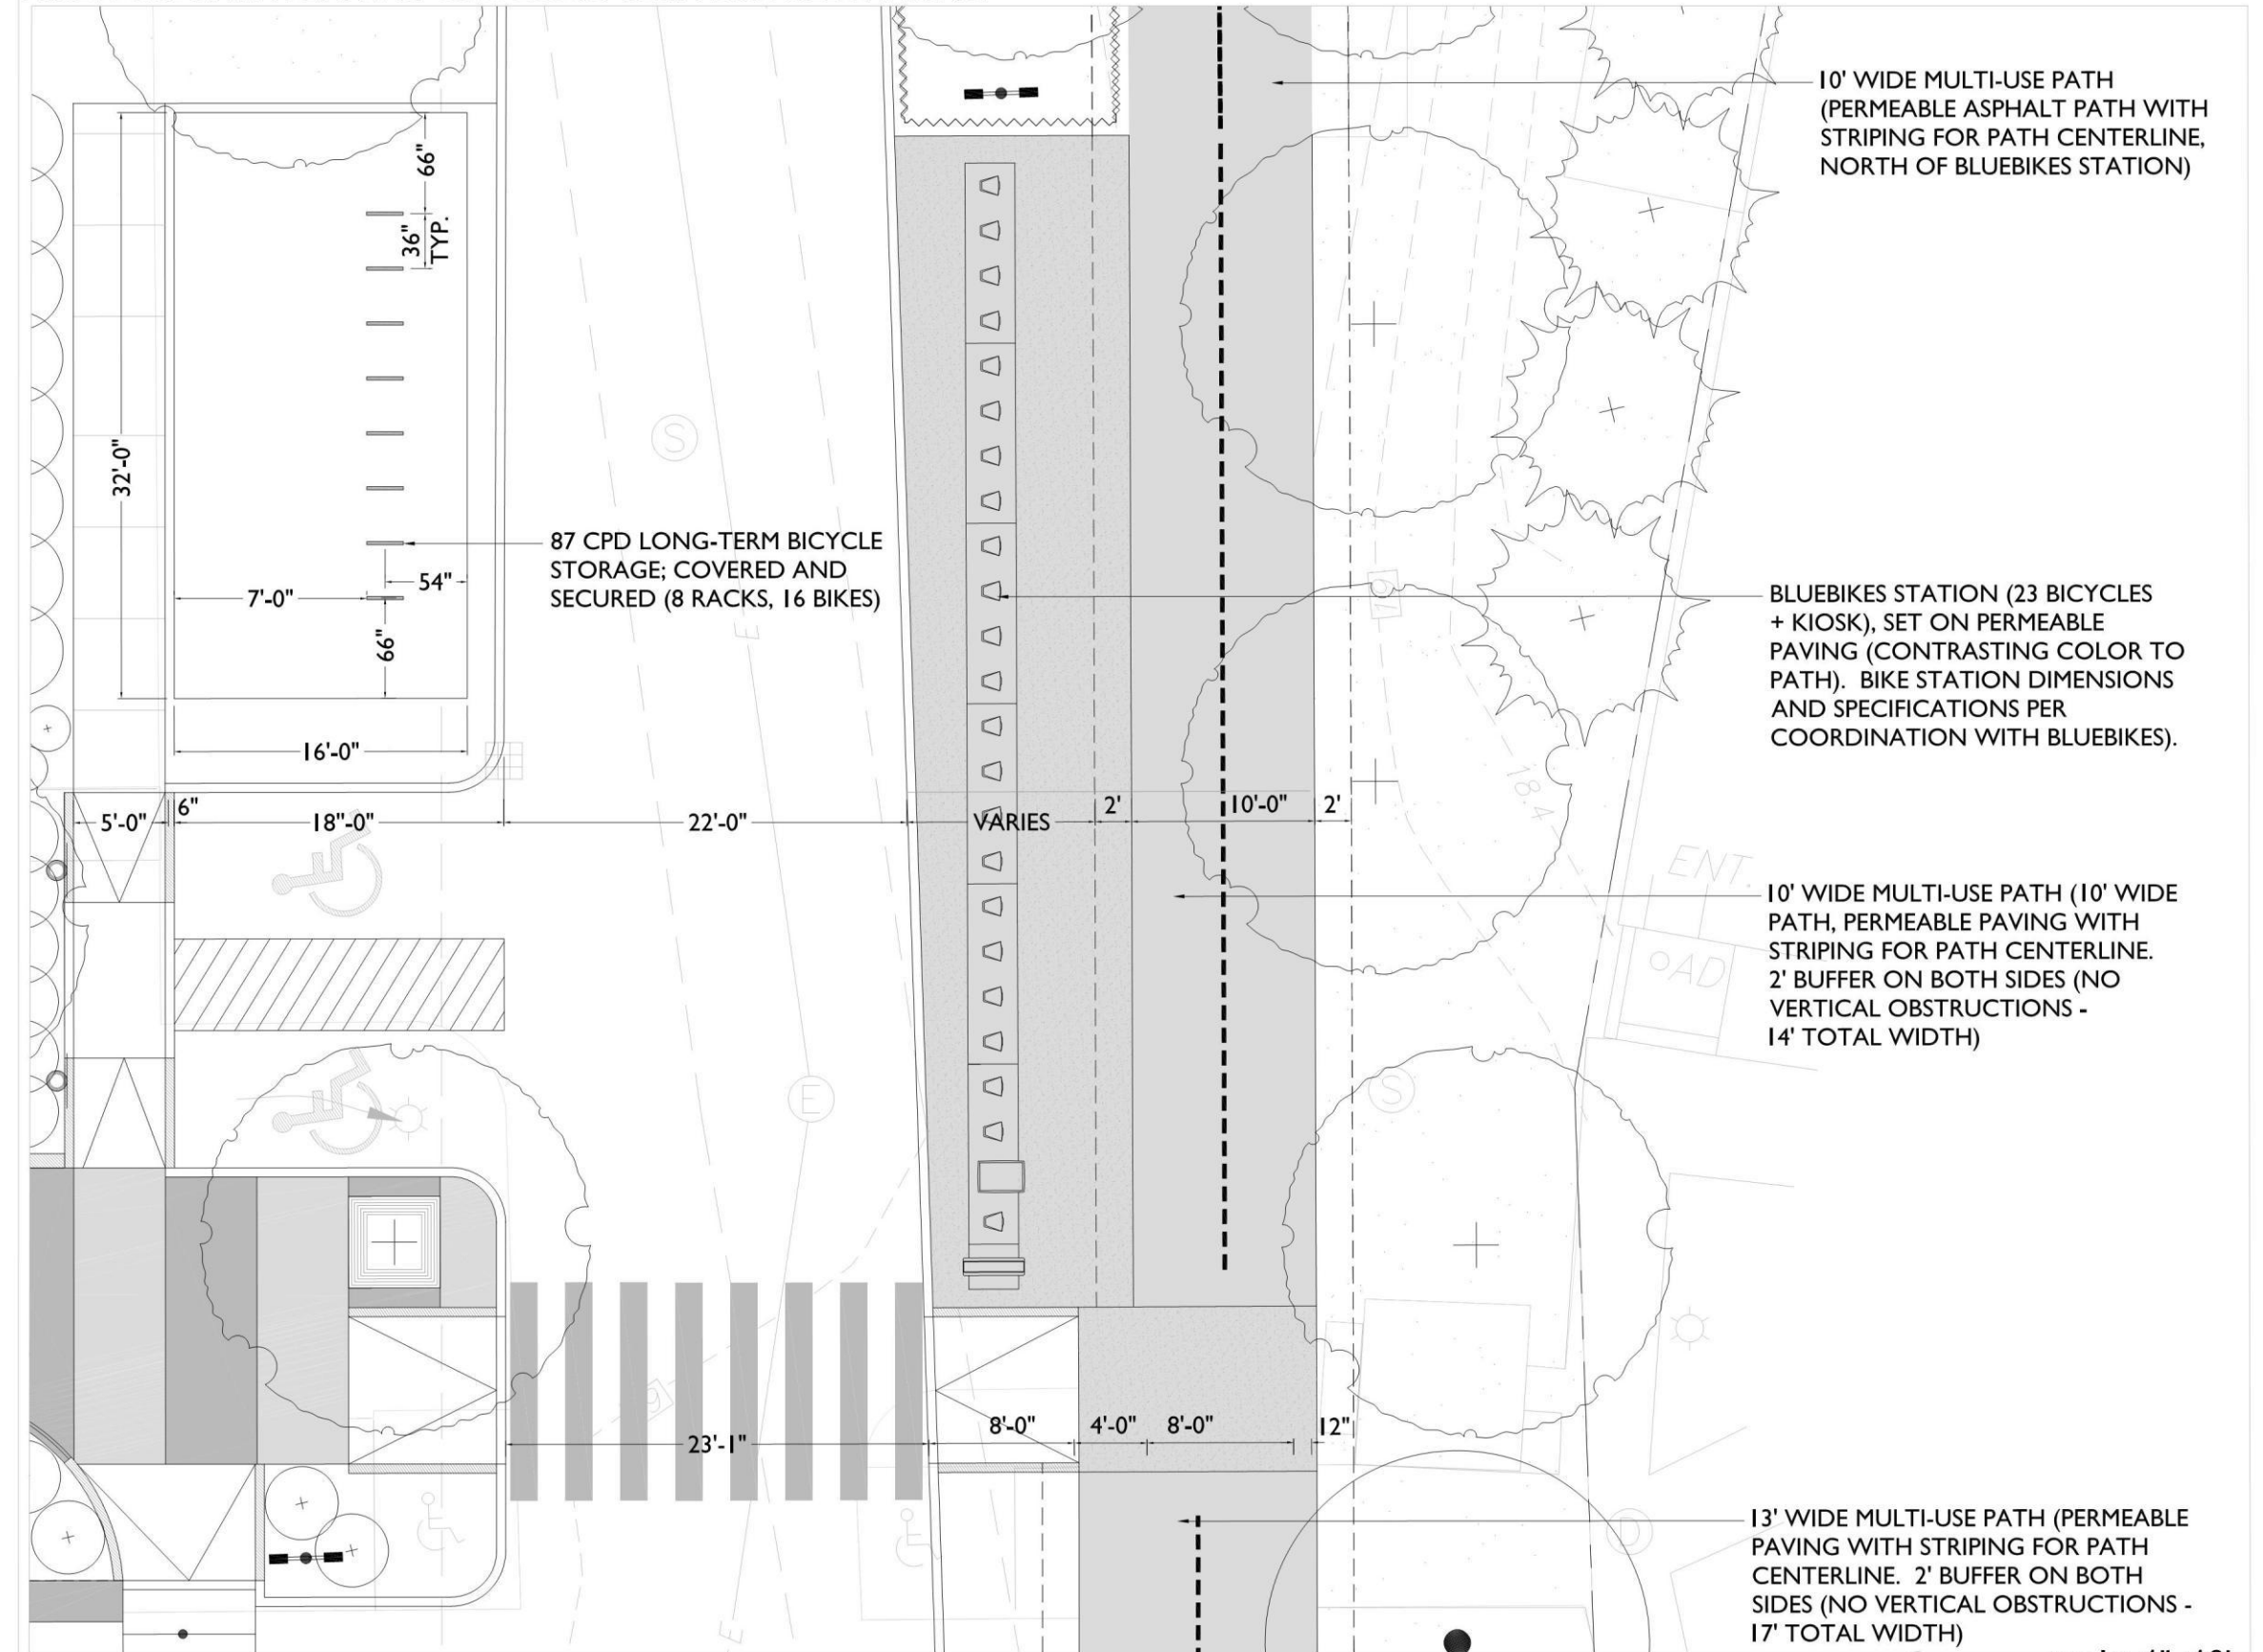 10' WIDE MULTI-USE PATH
(PERMEABLE ASPHALT PATH WITH
STRIPING FOR PATH CENTERLINE,
NORTH OF BLUEBIKES STATION)
66"
36"
TYP.
32'-0"
S
87 CPD LONG-TERM BICYCLE
STORAGE; COVERED AND
SECURED (8 RACKS, 16 BIKES)
54"
7'-0"
66"
E
19
BLUEBIKES STATION (23 BICYCLES
+ KIOSK), SET ON PERMEABLE
PAVING (CONTRASTING COLOR TO
PATH). BIKE STATION DIMENSIONS
AND SPECIFICATIONS PER
COORDINATION WITH BLUEBIKES).
16'-0"
18.4
5'-0"
6"
18"-0"
22'-0"
VARIES
2'
10'-0"
2'
ENT.
AD
10' WIDE MULTI-USE PATH (10' WIDE
PATH, PERMEABLE PAVING WITH
STRIPING FOR PATH CENTERLINE.
2' BUFFER ON BOTH SIDES (NO
VERTICAL OBSTRUCTIONS -
14' TOTAL WIDTH)
E
S
23'-1"
8'-0"
4'-0"
8'-0"
12"
13' WIDE MULTI-USE PATH (PERMEABLE
PAVING WITH STRIPING FOR PATH
CENTERLINE. 2' BUFFER ON BOTH
SIDES (NO VERTICAL OBSTRUCTIONS -
17' TOTAL WIDTH)
D
E